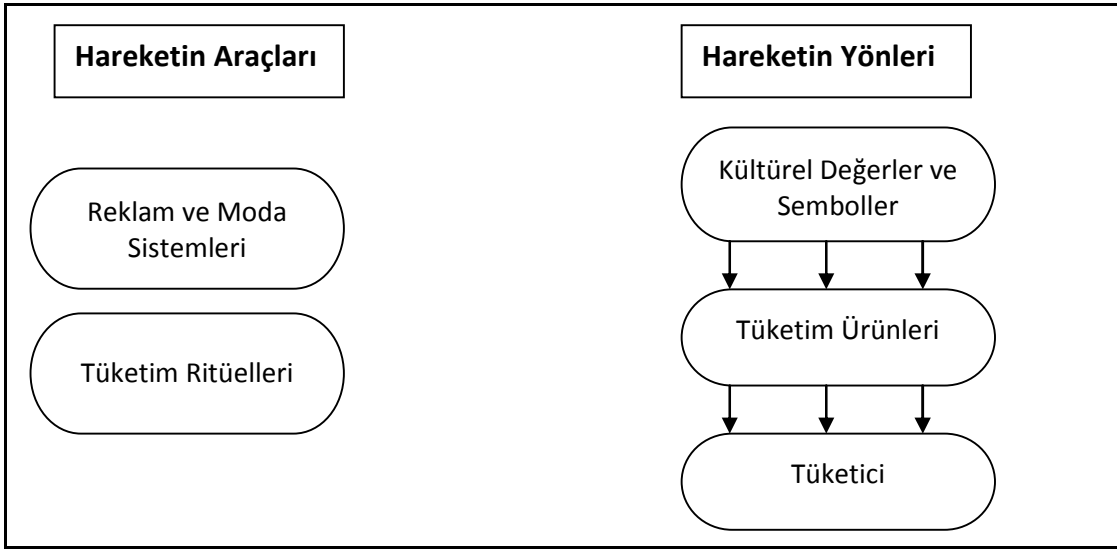 Hareketin Araçları
Reklam ve Moda
Sistemleri
Tüketim Ritüelleri
Hareketin Yönleri
Kültürel Değerler ve
Semboller
Tüketim Ürünleri
Tüketici